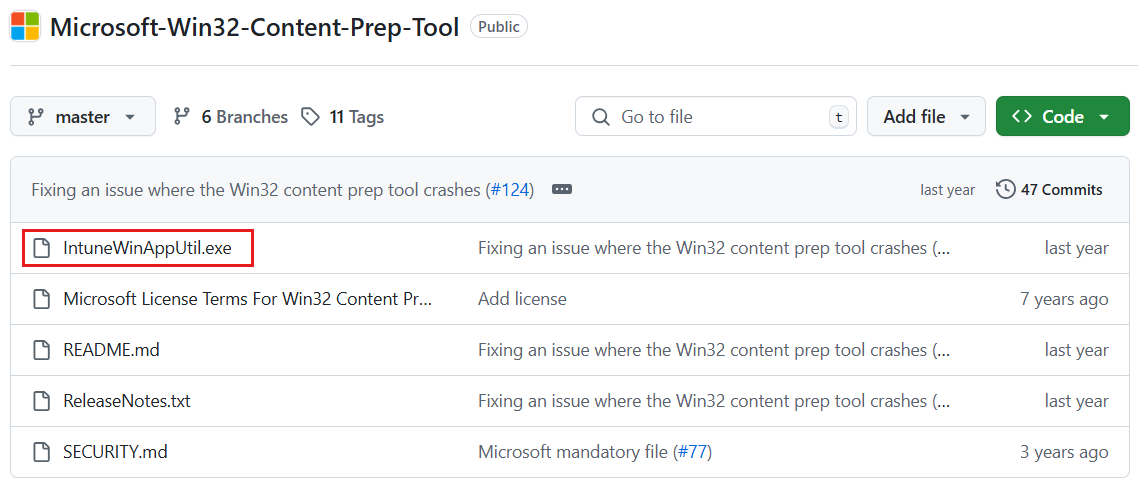 Microsoft-Win32-Content-Prep-Tool Public
master 6 Branches 11 Tags Go to file t Add file Code
Fixing an issue where the Win32 content prep tool crashes (#124) last year 47 Commits
IntuneWinAppUtil.exe Fixing an issue where the Win32 content prep tool crashes (... last year
Microsoft License Terms For Win32 Content Pr... Add license 7 years ago
README.md Fixing an issue where the Win32 content prep tool crashes (... last year
ReleaseNotes.txt Fixing an issue where the Win32 content prep tool crashes (... last year
SECURITY.md Microsoft mandatory file (#77) 3 years ago